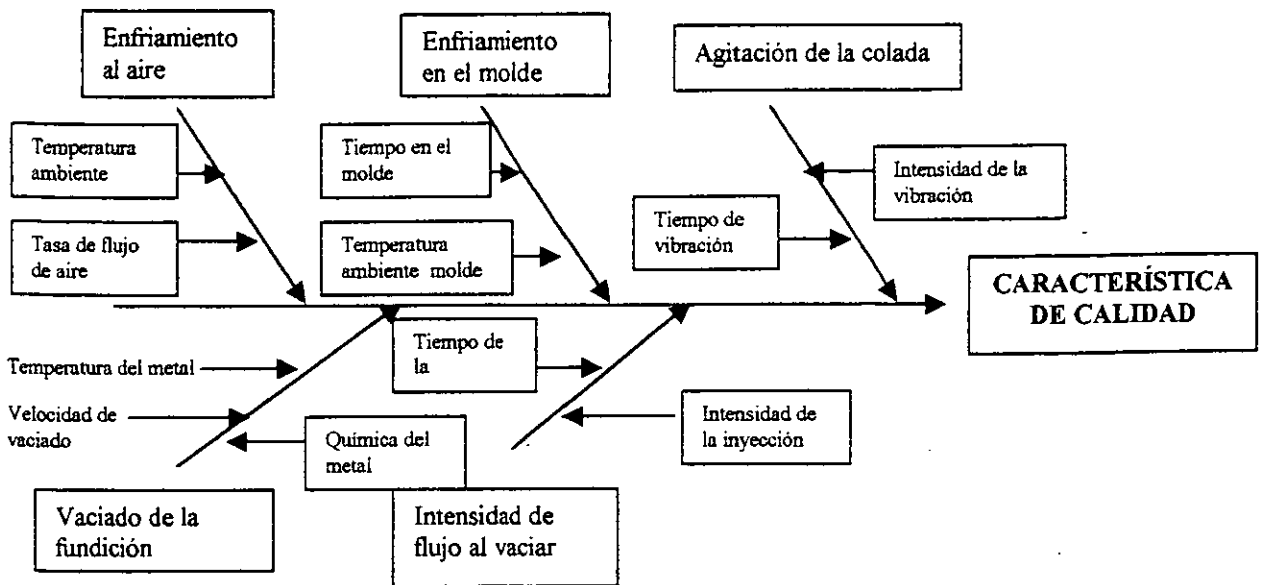 Enfriamiento
al aire
Enfriamiento
en el molde
Agitación de la colada
Temperatura
ambiente
Tiempo en el
molde
Intensidad de la
vibración
Tasa de flujo
de aire
Temperatura
ambiente molde
Tiempo de
vibración
CARACTERÍSTICA
DE CALIDAD
Temperatura del metal
Velocidad de
vaciado
Química del
metal
Tiempo de
la
Intensidad de
la inyección
Vaciado de la
fundición
Intensidad de
flujo al vaciar